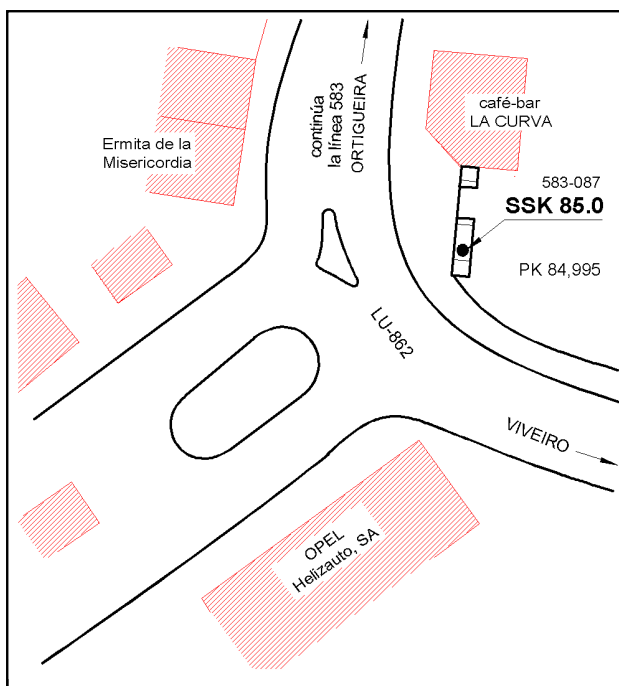 continúa
la línea 583
ORTIGUEIRA
café-bar
LA CURVA
Ermita de la
Misericordia
583-087
SSK 85.0
PK 84,995
LU-862
VIVEIRO
OPEL
Helizauto, SA